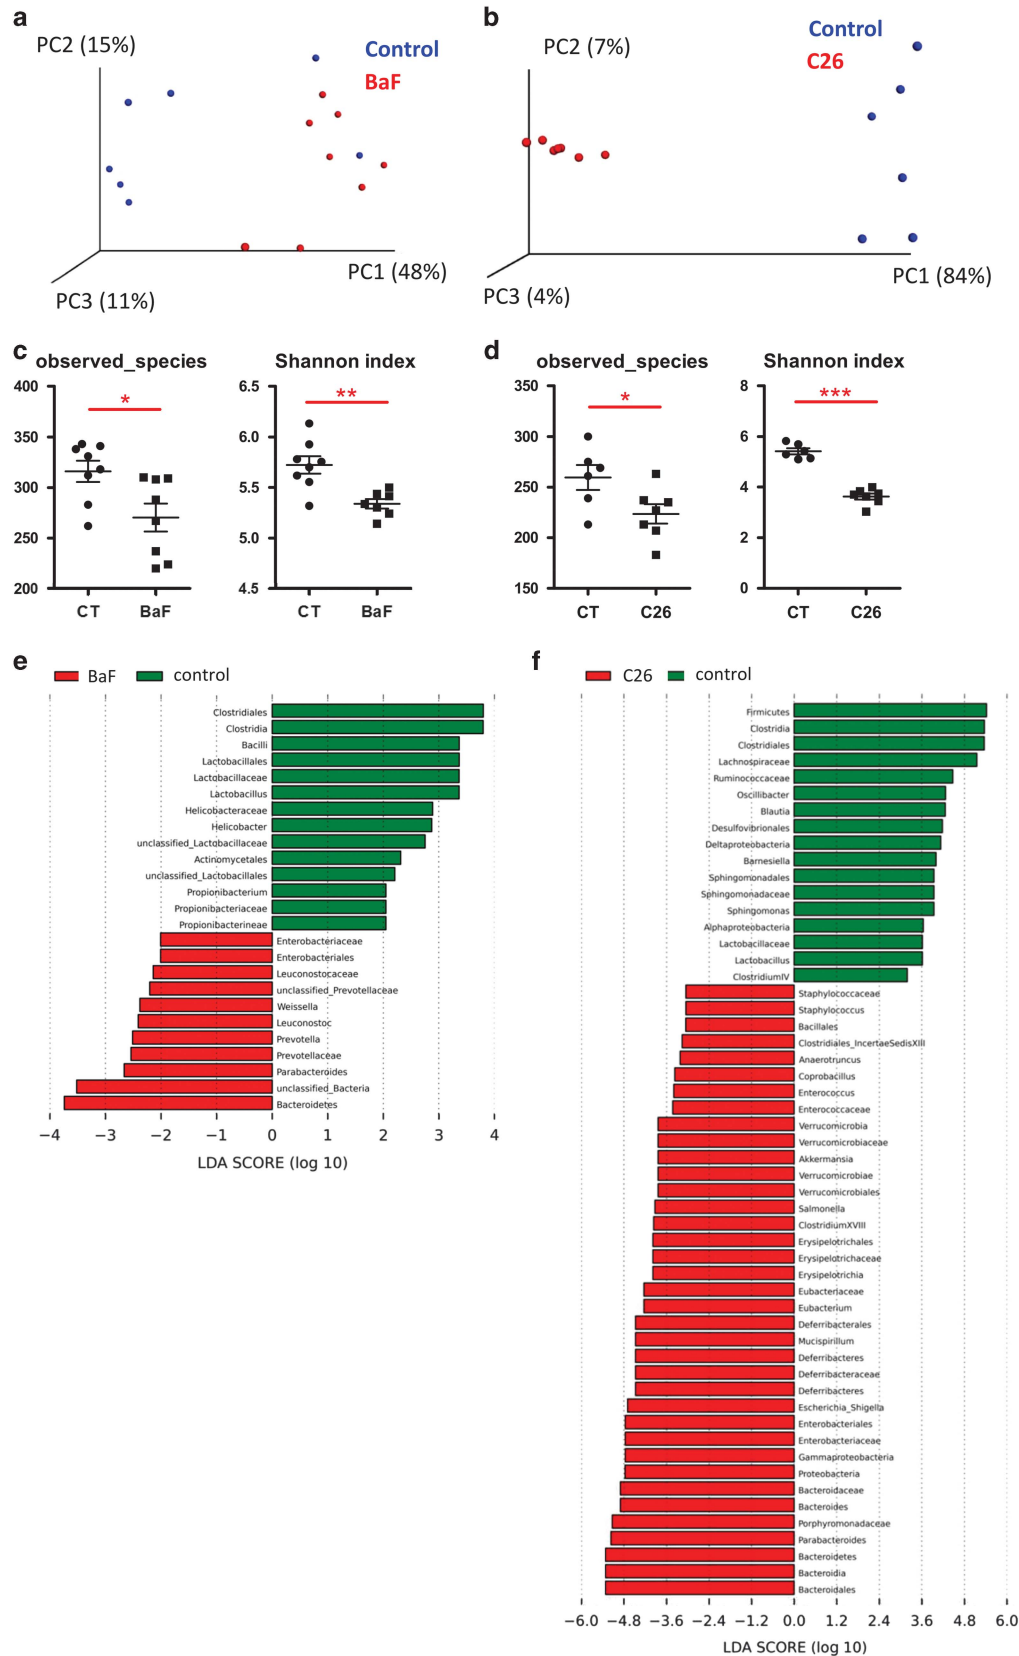 a
PC2 (15%)
Control
BaF
PC1 (48%)
PC3 (11%)
b
PC2 (7%)
Control
C26
PC1 (84%)
PC3 (4%)
c
observed_species
400
350
300
250
200
*
CT
BaF
Shannon index
6.5
6.0
5.5
5.0
4.5
**
CT
BaF
d
observed_species
350
300
250
200
150
*
CT
C26
Shannon index
8
6
4
2
0
***
CT
C26
e
BaF
control
Clostridiales
Clostridia
Bacilli
Lactobacillales
Lactobacillaceae
Lactobacillus
Helicobacteraceae
Helicobacter
unclassified_Lactobacillaceae
Actinomycetales
unclassified_Lactobacillales
Propionibacterium
Propionibacteriaceae
Propionibacterineae
Enterobacteriaceae
Enterobacteriales
Leuconostocaceae
unclassified_Prevotellaceae
Weissella
Leuconostoc
Prevotella
Prevotellaceae
Parabacteroides
unclassified_Bacteria
Bacteroidetes
−4 −3 −2 −1 0 1 2 3 4
LDA SCORE (log 10)
f
C26
control
Firmicutes
Clostridia
Clostridiales
Lachnospiraceae
Ruminococcaceae
Oscillibacter
Blautia
Desulfovibrionales
Deltaproteobacteria
Barnesiella
Sphingomonadales
Sphingomonadaceae
Sphingomonas
Alphaproteobacteria
Lactobacillaceae
Lactobacillus
ClostridiumIV
Staphylococcaceae
Staphylococcus
Bacillales
Clostridiales_IncertaeSedisXIII
Anaerotruncus
Coprobacillus
Enterococcus
Enterococcaceae
Verrucomicrobia
Verrucomicrobiaceae
Akkermansia
Verrucomicrobiae
Verrucomicrobiales
Salmonella
ClostridiumXVIII
Erysipelotrichales
Erysipelotrichaceae
Erysipelotrichia
Eubacteriaceae
Eubacterium
Deferribacterales
Mucispirillum
Deferribacteres
Deferribacteraceae
Deferribacteres
Escherichia_Shigella
Enterobacteriales
Enterobacteriaceae
Gammaproteobacteria
Proteobacteria
Bacteroidaceae
Bacteroides
Porphyromonadaceae
Parabacteroides
Bacteroidetes
Bacteroidia
Bacteroidales
−6.0 −4.8 −3.6 −2.4 −1.2 0.0 1.2 2.4 3.6 4.8 6.0
LDA SCORE (log 10)